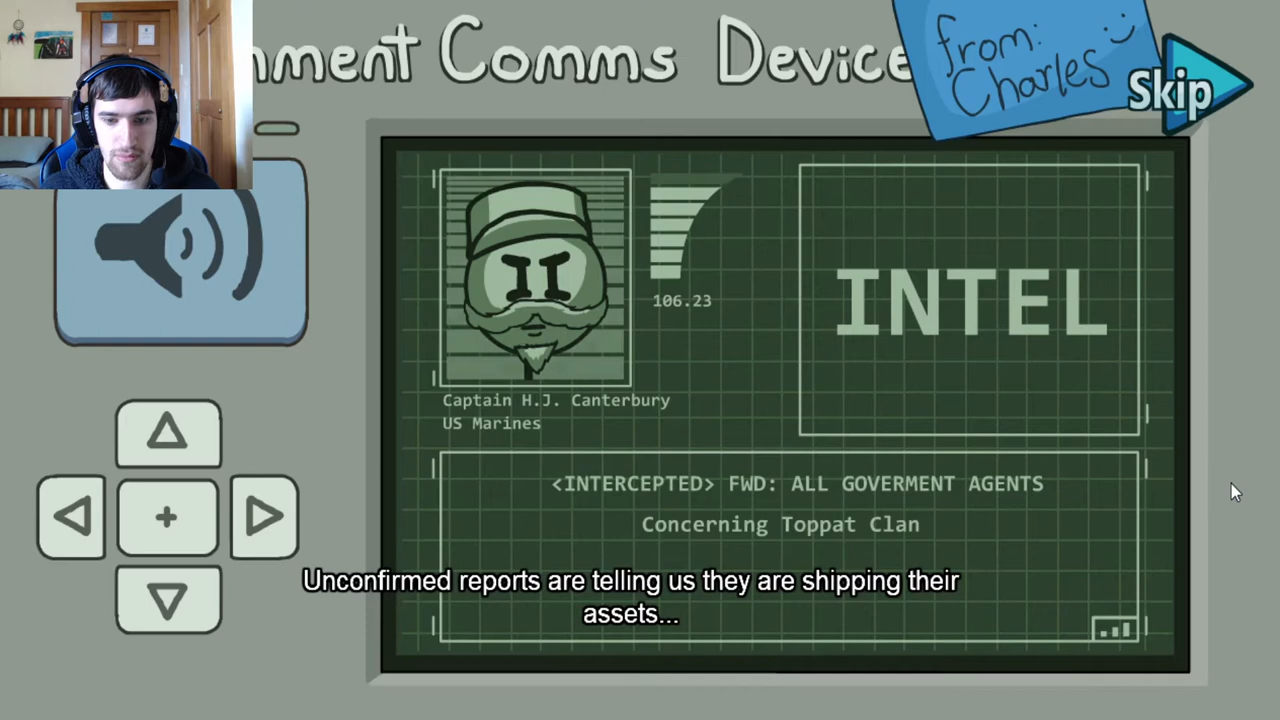 nment Comms Device
from:
Charles :)
Skip
106.23
INTEL
Captain H.J. Canterbury
US Marines
<INTERCEPTED> FWD: ALL GOVERMENT AGENTS
Concerning Toppat Clan
Unconfirmed reports are telling us they are shipping their
assets...